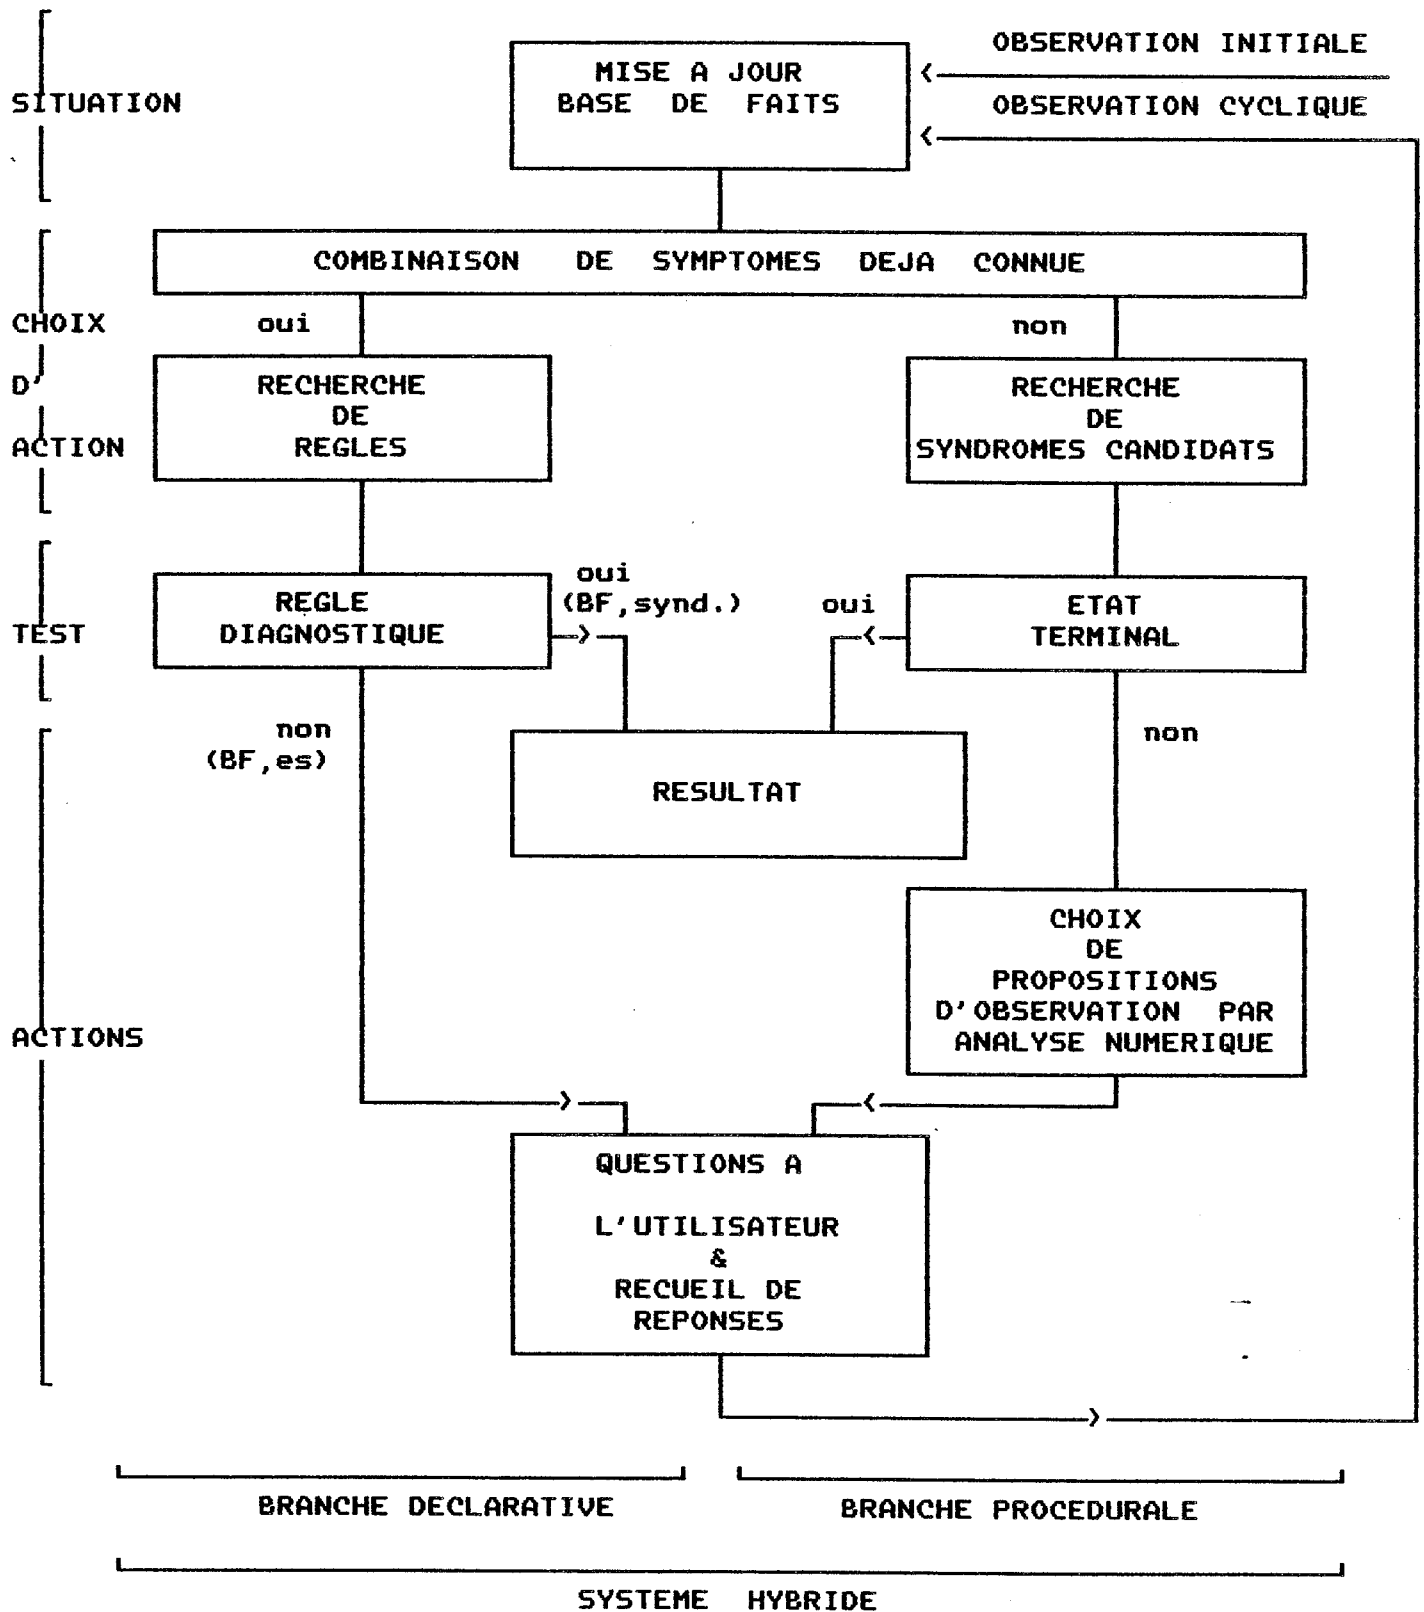 OBSERVATION INITIALE
MISE A JOUR
BASE DE FAITS
SITUATION
OBSERVATION CYCLIQUE
COMBINAISON DE SYMPTOMES DEJA CONNUE
CHOIX
D'
ACTION
oui
non
RECHERCHE
DE
REGLES
RECHERCHE
DE
SYNDROMES CANDIDATS
TEST
REGLE
DIAGNOSTIQUE
oui
(BF,synd.)
oui
ETAT
TERMINAL
non
(BF,es)
non
RESULTAT
ACTIONS
CHOIX
DE
PROPOSITIONS
D'OBSERVATION PAR
ANALYSE NUMERIQUE
QUESTIONS A
L'UTILISATEUR
&
RECUEIL DE
REPONSES
BRANCHE DECLARATIVE
BRANCHE PROCEDURALE
SYSTEME HYBRIDE